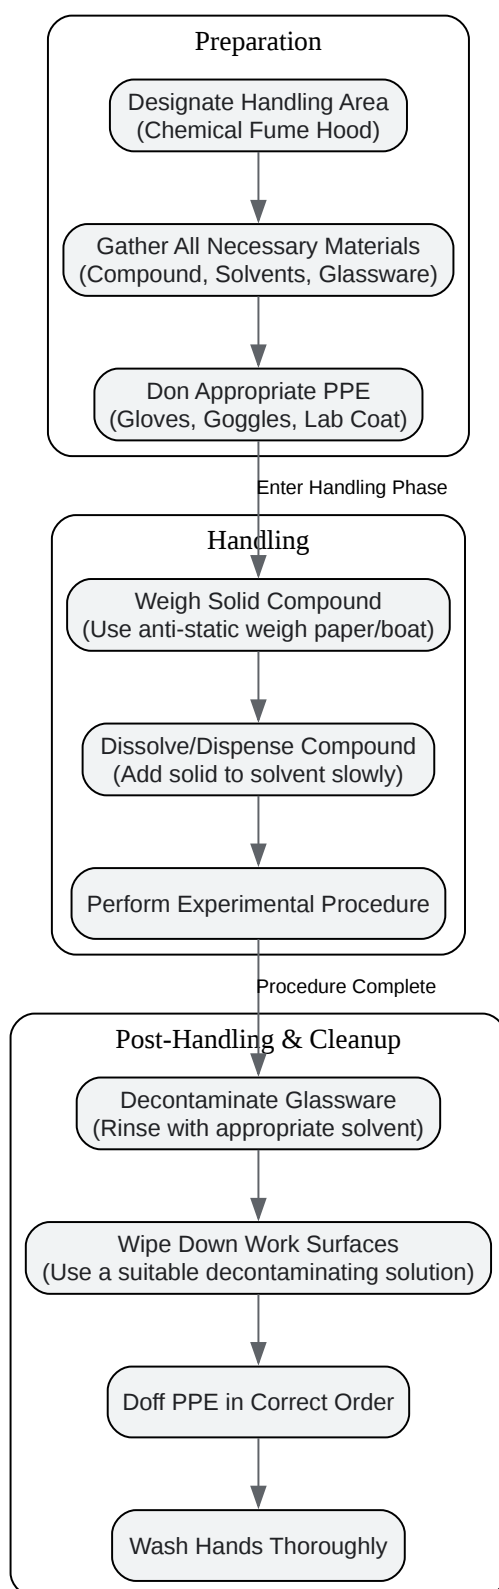 Preparation
Designate Handling Area
(Chemical Fume Hood)
Gather All Necessary Materials
(Compound, Solvents, Glassware)
Don Appropriate PPE
(Gloves, Goggles, Lab Coat)
Enter Handling Phase
Handling
Weigh Solid Compound
(Use anti-static weigh paper/boat)
Dissolve/Dispense Compound
(Add solid to solvent slowly)
Perform Experimental Procedure
Procedure Complete
Post-Handling & Cleanup
Decontaminate Glassware
(Rinse with appropriate solvent)
Wipe Down Work Surfaces
(Use a suitable decontaminating solution)
Doff PPE in Correct Order
Wash Hands Thoroughly